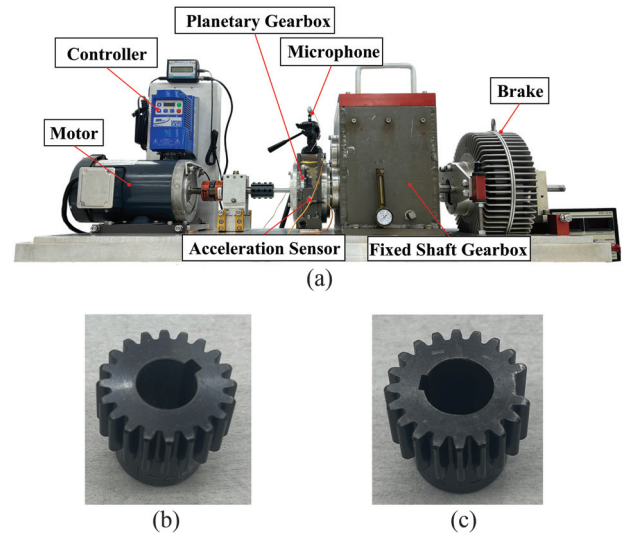 Planetary Gearbox
Controller
Microphone
Brake
Motor
Acceleration Sensor
Fixed Shaft Gearbox
(a)
(b)
(c)